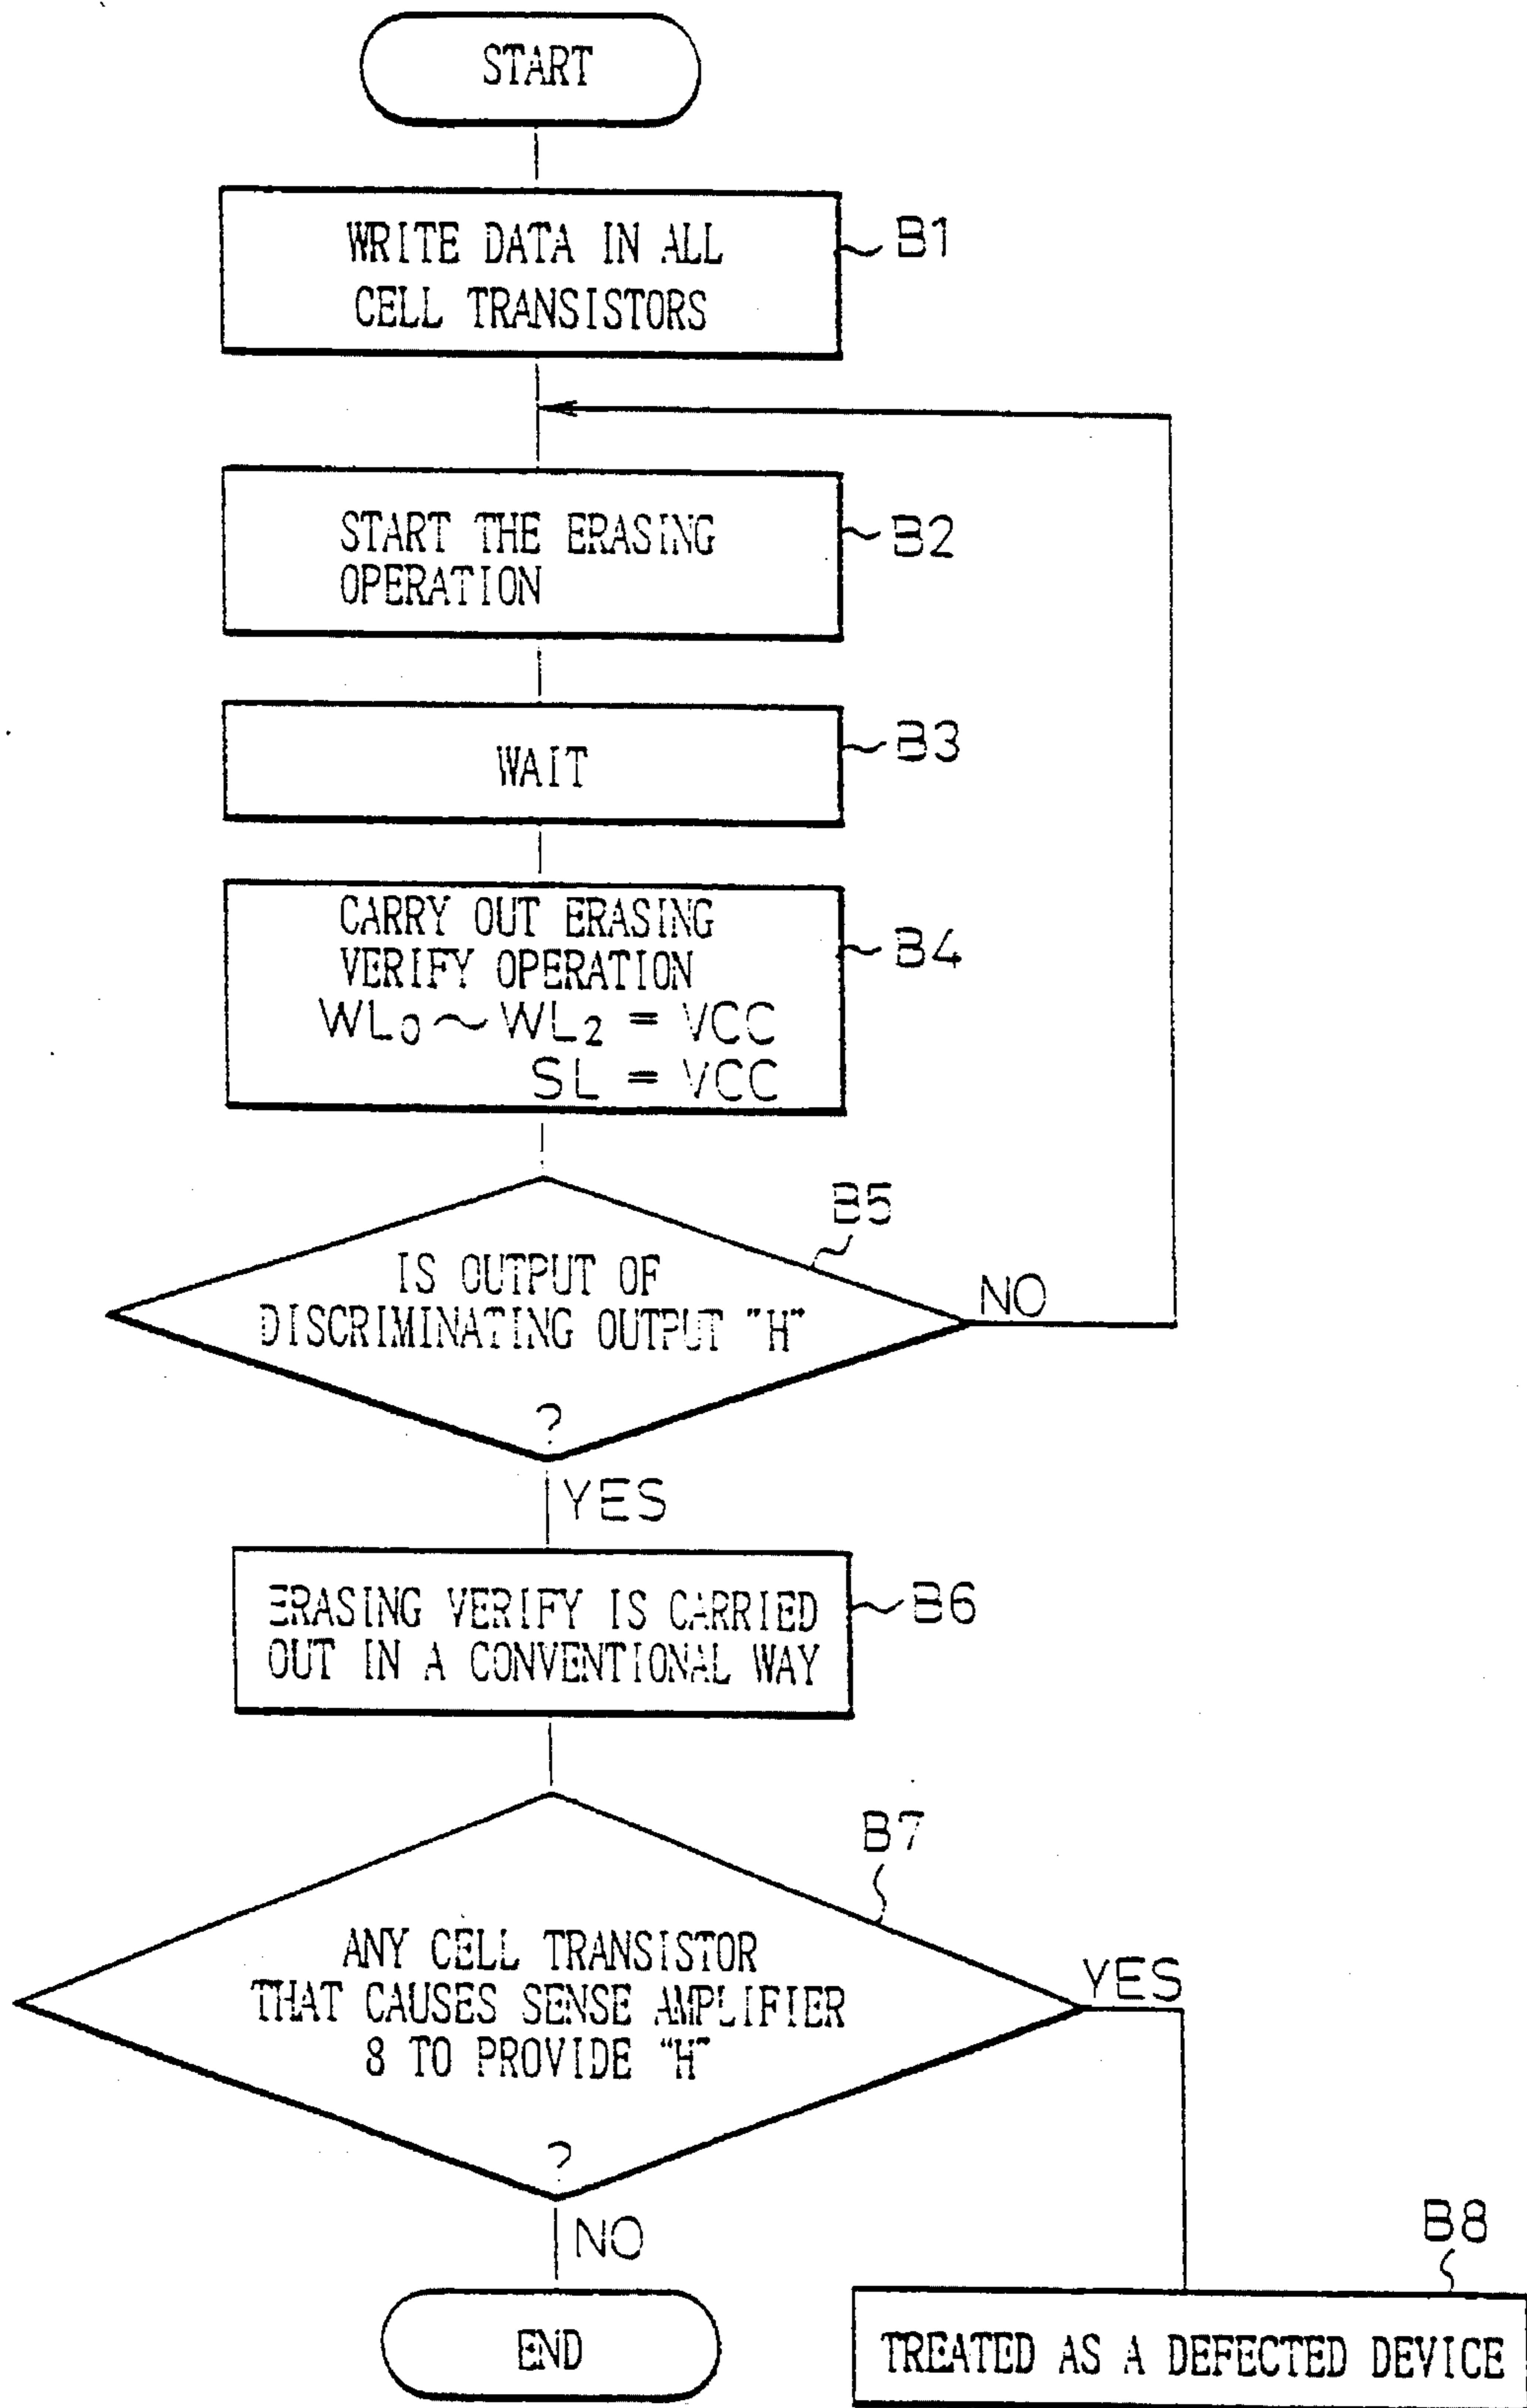 START
WRITE DATA IN ALL
CELL TRANSISTORS
B1
START THE ERASING
OPERATION
B2
WAIT
B3
CARRY OUT ERASING
VERIFY OPERATION
WL0~WL2 = VCC
SL = VCC
B4
B5
IS OUTPUT OF
DISCRIMINATING OUTPUT "H"
?
NO
YES
ERASING VERIFY IS CARRIED
OUT IN A CONVENTIONAL WAY
B6
B7
ANY CELL TRANSISTOR
THAT CAUSES SENSE AMPLIFIER
8 TO PROVIDE "H"
?
YES
NO
B8
END
TREATED AS A DEFECTED DEVICE